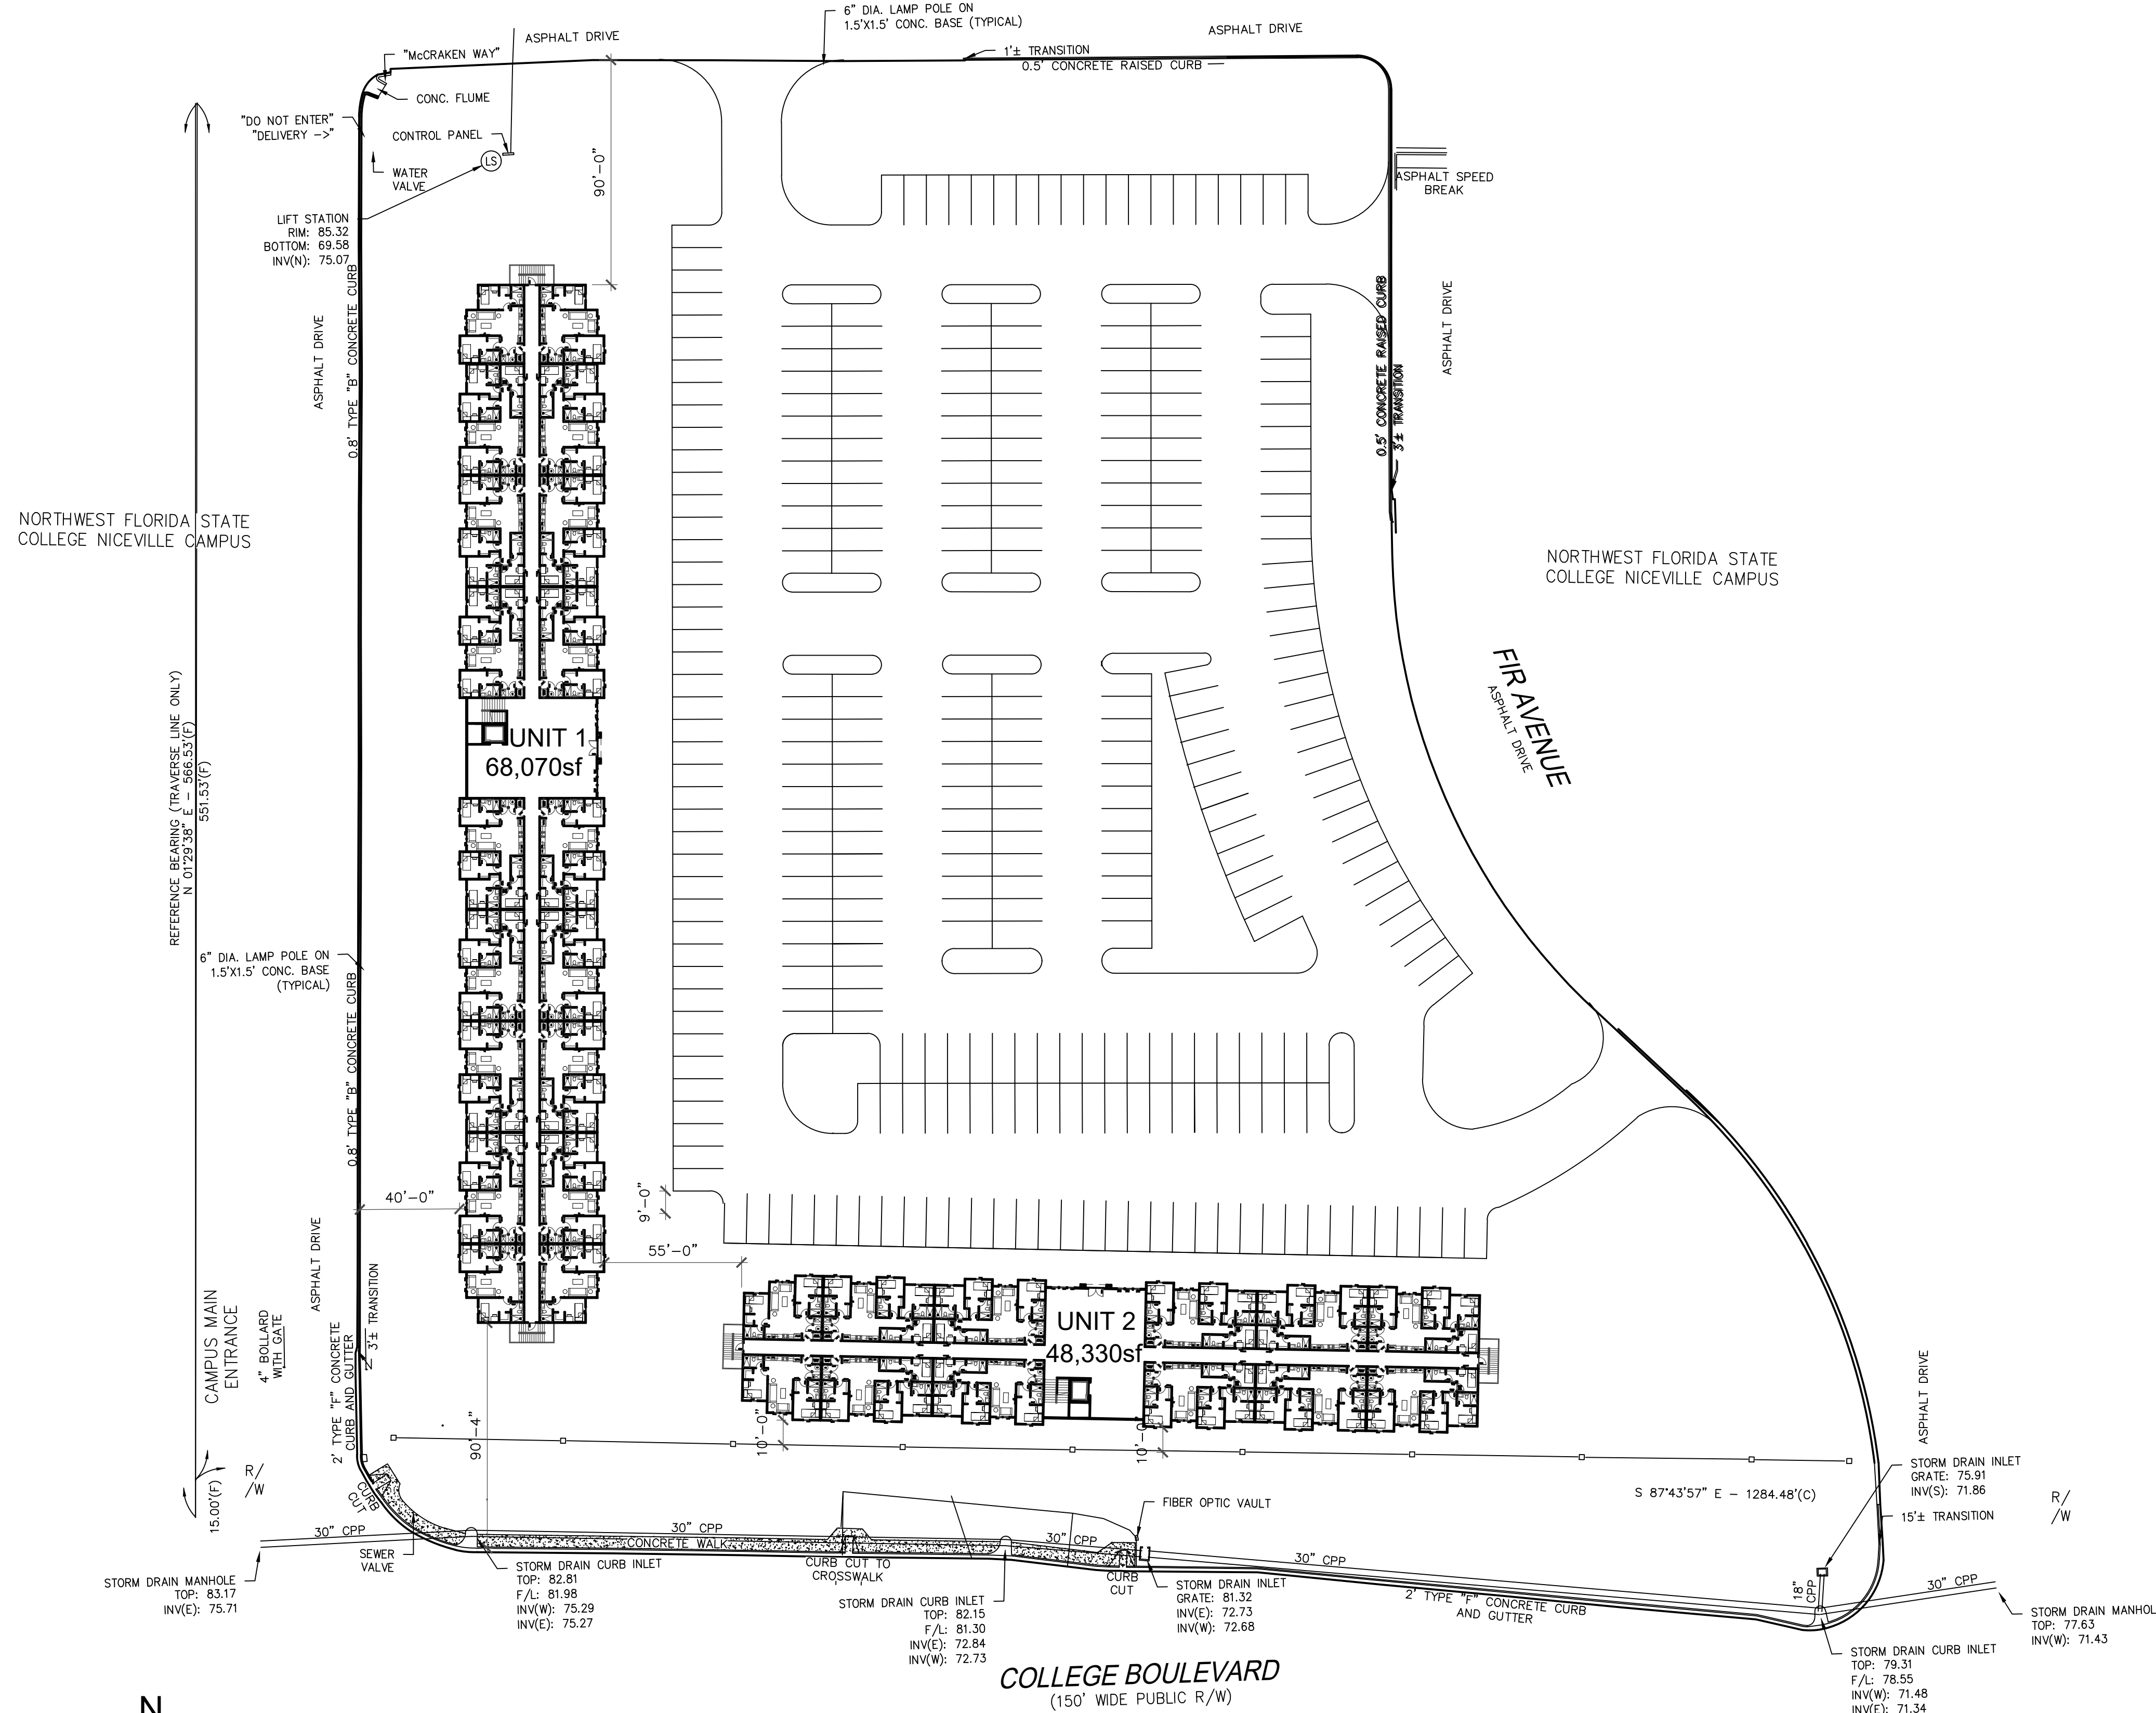 6" DIA. LAMP POLE ON
1.5'X1.5' CONC. BASE (TYPICAL)
ASPHALT DRIVE
ASPHALT DRIVE
"McCRAKEN WAY"
1'± TRANSITION
0.5' CONCRETE RAISED CURB
CONC. FLUME
"DO NOT ENTER"
"DELIVERY ->"
CONTROL PANEL
LS
WATER
VALVE
90'-0"
ASPHALT SPEED
BREAK
LIFT STATION
RIM: 85.32
BOTTOM: 69.58
INV(N): 75.07
0.8' TYPE "B" CONCRETE CURB
ASPHALT DRIVE
0.5' CONCRETE RAISED CURB
3'± TRANSITION
ASPHALT DRIVE
NORTHWEST FLORIDA STATE
COLLEGE NICEVILLE CAMPUS
NORTHWEST FLORIDA STATE
COLLEGE NICEVILLE CAMPUS
FIR AVENUE
ASPHALT DRIVE
REFERENCE BEARING (TRAVERSE LINE ONLY)
N 01°29'38" E - 566.53'(F)
551.53'(F)
UNIT 1
68,070sf
6" DIA. LAMP POLE ON
1.5'X1.5' CONC. BASE
(TYPICAL)
0.8' TYPE "B" CONCRETE CURB
40'-0"
9'-0"
55'-0"
ASPHALT DRIVE
3'± TRANSITION
CAMPUS MAIN
ENTRANCE
4" BOLLARD
WITH GATE
2' TYPE "F" CONCRETE
CURB AND GUTTER
UNIT 2
48,330sf
ASPHALT DRIVE
90'-4"
10'-0"
10'-0"
R/
/W
15.00'(F)
CURB
CUT
STORM DRAIN INLET
GRATE: 75.91
INV(S): 71.86
S 87°43'57" E - 1284.48'(C)
R/
/W
FIBER OPTIC VAULT
15'± TRANSITION
30" CPP
30" CPP
CONCRETE WALK
30" CPP
30" CPP
SEWER
VALVE
CURB CUT TO
CROSSWALK
CURB
CUT
18"
CPP
30" CPP
STORM DRAIN MANHOLE
TOP: 83.17
INV(E): 75.71
STORM DRAIN CURB INLET
TOP: 82.81
F/L: 81.98
INV(W): 75.29
INV(E): 75.27
STORM DRAIN CURB INLET
TOP: 82.15
F/L: 81.30
INV(E): 72.84
INV(W): 72.73
STORM DRAIN INLET
GRATE: 81.32
INV(E): 72.73
INV(W): 72.68
2' TYPE "F" CONCRETE CURB
AND GUTTER
STORM DRAIN MANHOL
TOP: 77.63
INV(W): 71.43
STORM DRAIN CURB INLET
TOP: 79.31
F/L: 78.55
INV(W): 71.48
INV(E): 71.34
COLLEGE BOULEVARD
(150' WIDE PUBLIC R/W)
N